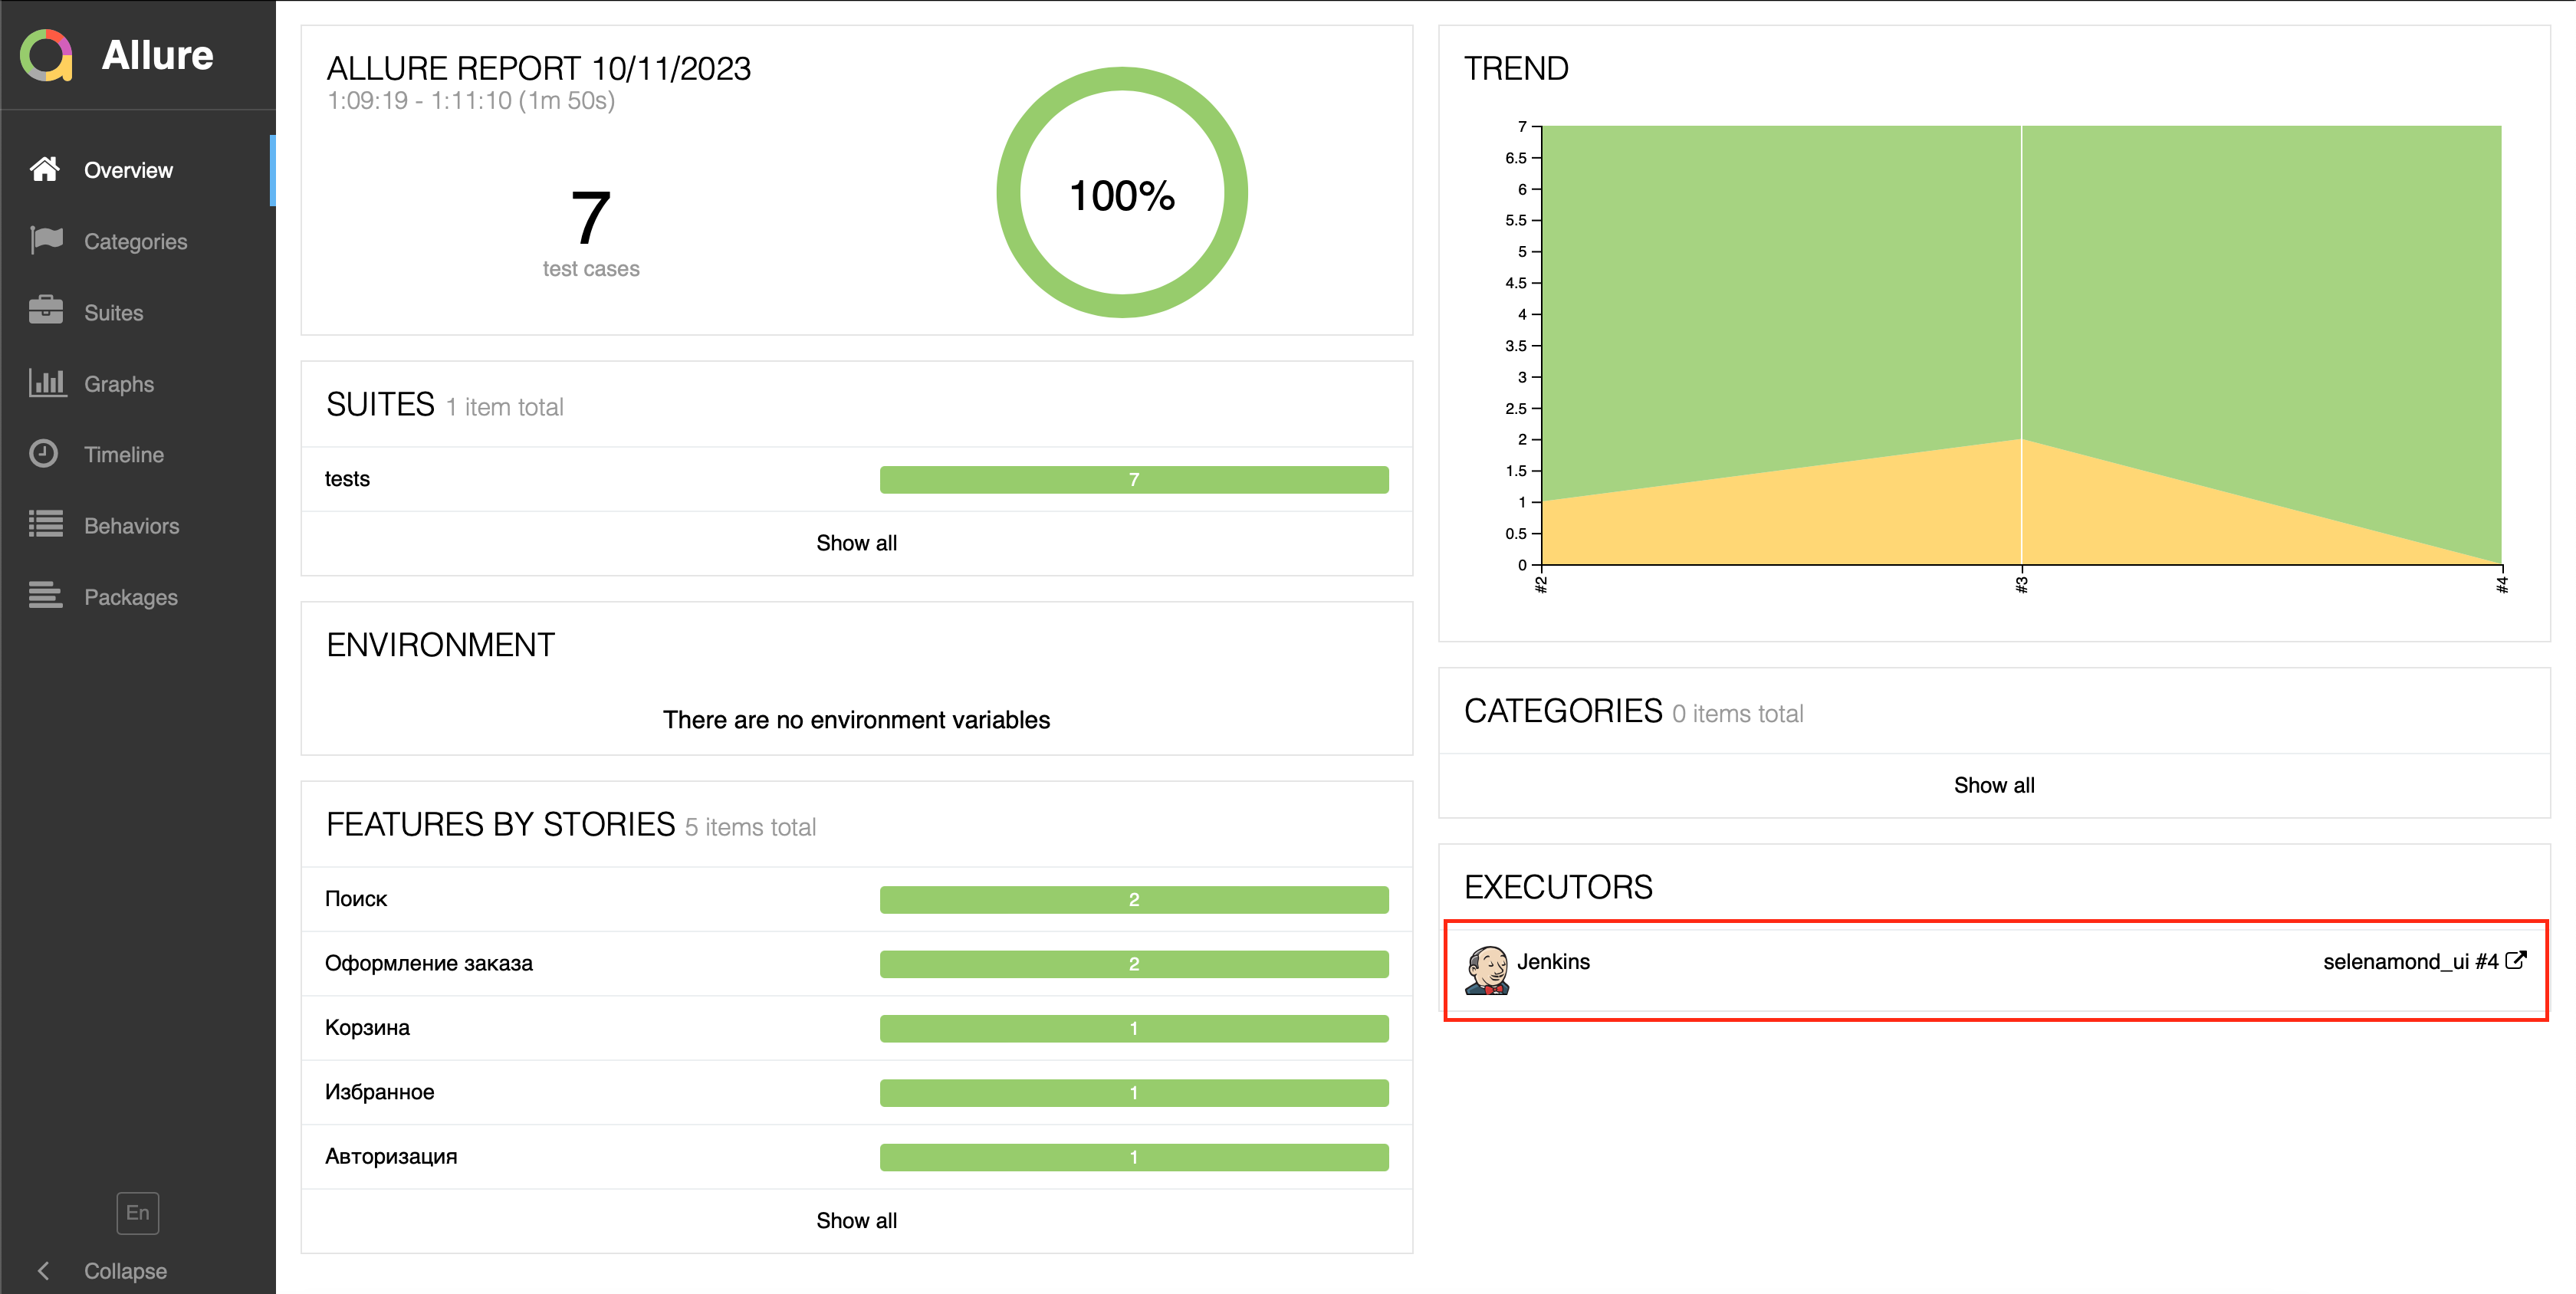 Allure
Overview
Categories
Suites
Graphs
Timeline
Behaviors
Packages
En
Collapse
ALLURE REPORT 10/11/2023
1:09:19 - 1:11:10 (1m 50s)
7
test cases
100%
SUITES 1 item total
tests 7
Show all
ENVIRONMENT
There are no environment variables
FEATURES BY STORIES 5 items total
Поиск 2
Оформление заказа 2
Корзина 1
Избранное 1
Авторизация 1
Show all
TREND
7
6.5
6
5.5
5
4.5
4
3.5
3
2.5
2
1.5
1
0.5
0
#2 #3 #4
CATEGORIES 0 items total
Show all
EXECUTORS
Jenkins selenamond_ui #4